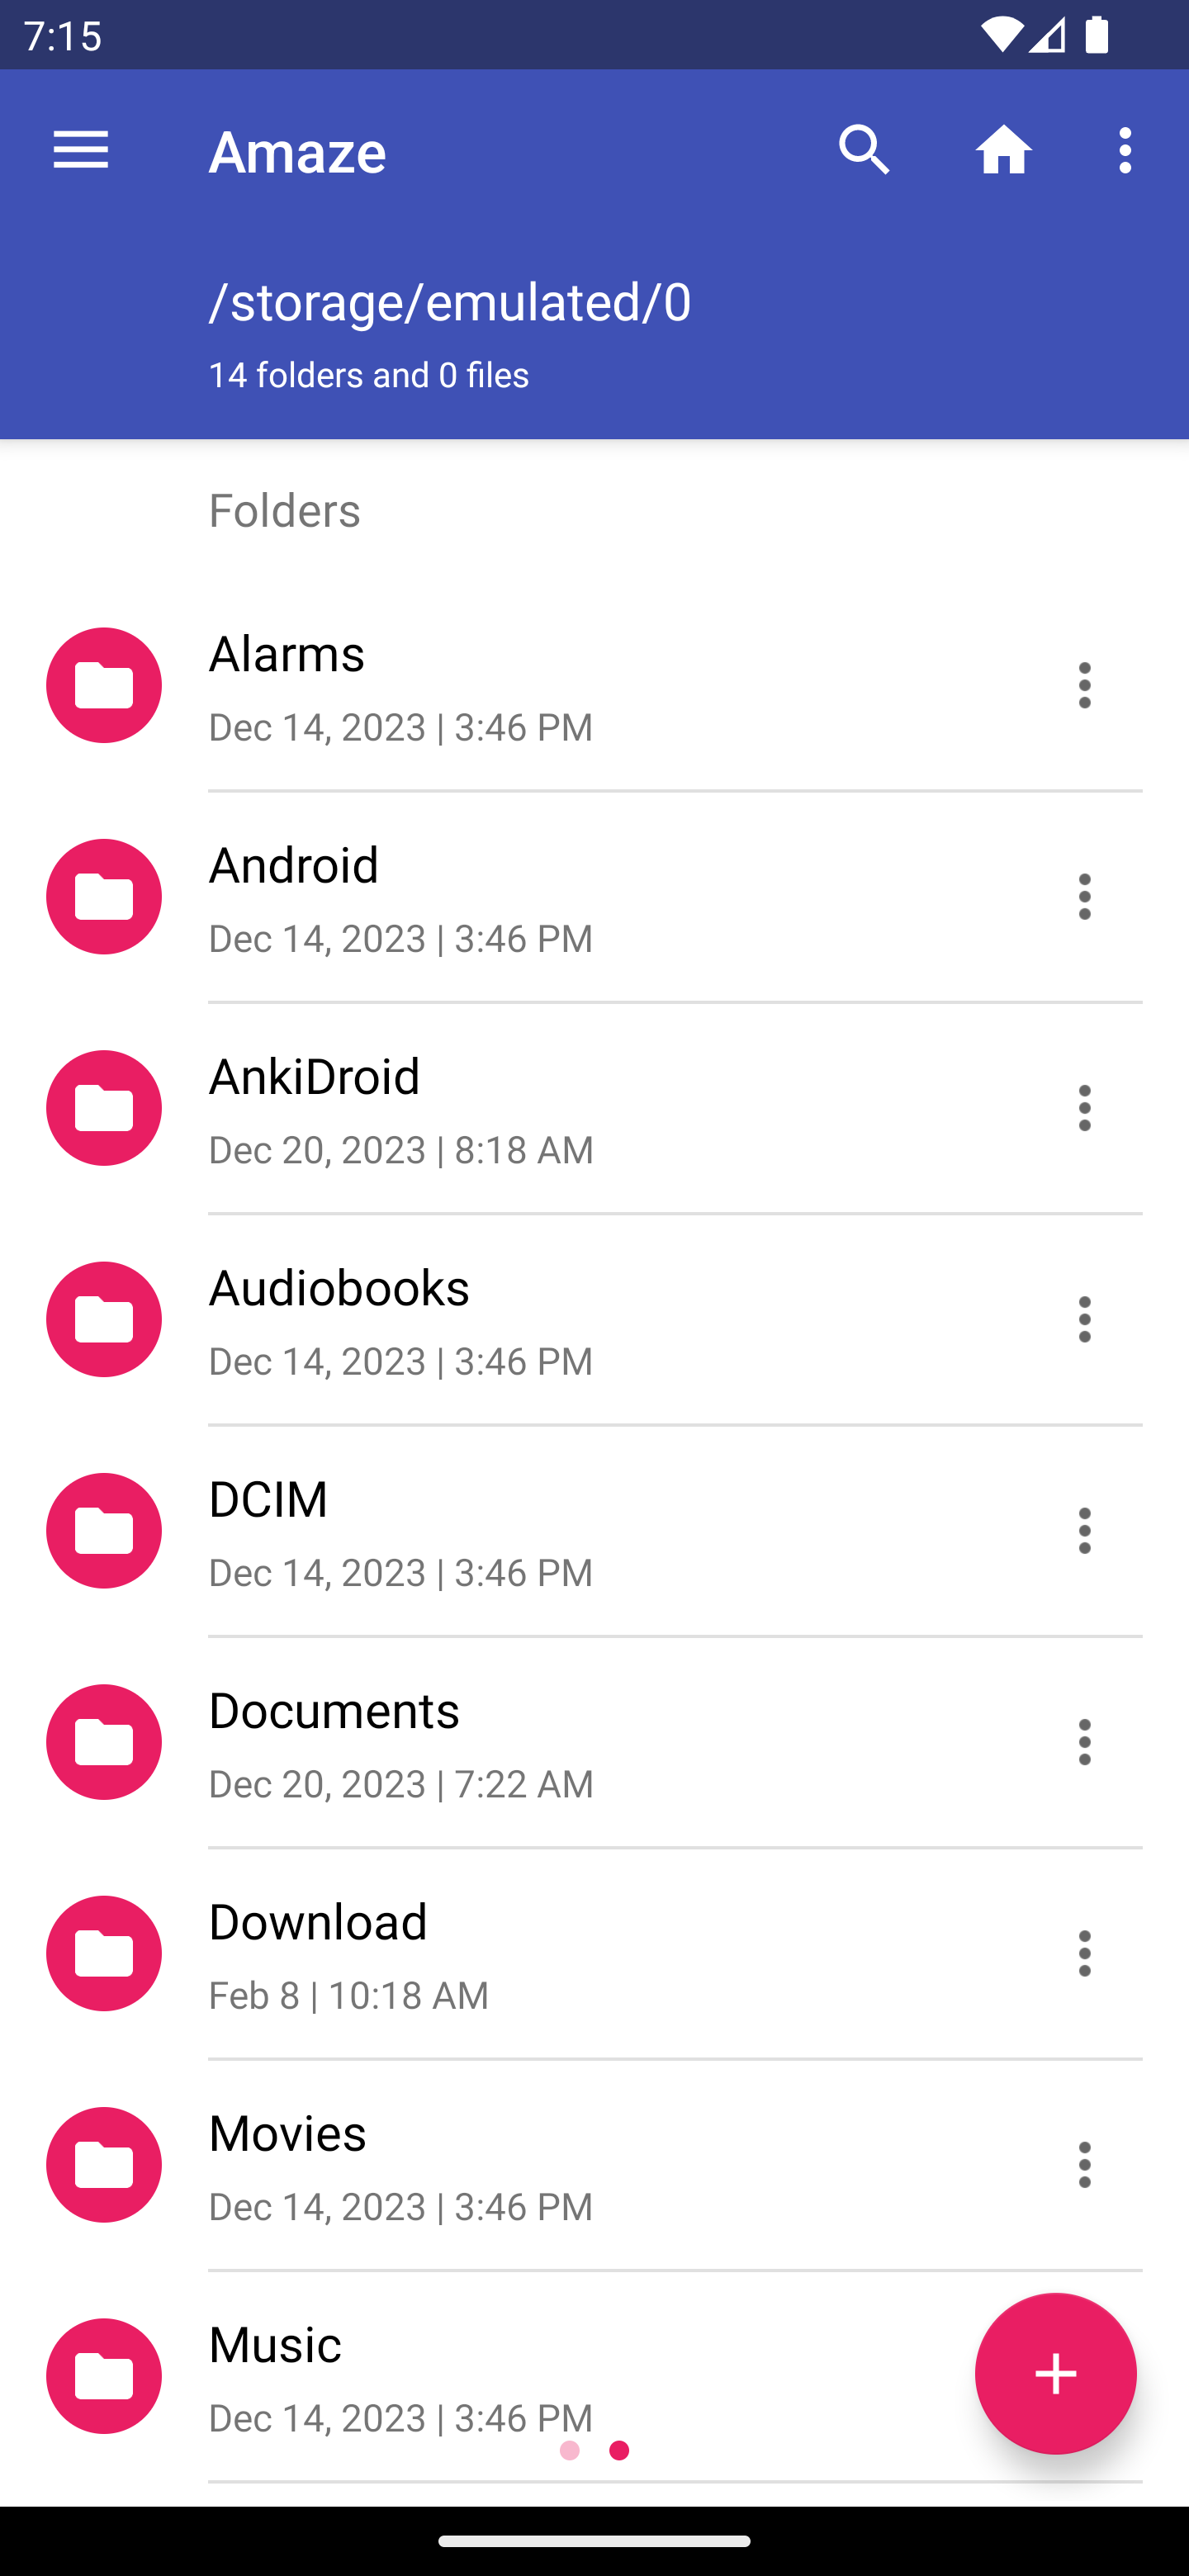 7:15
Amaze
/storage/emulated/0
14 folders and 0 files
Folders
Alarms
Dec 14, 2023 | 3:46 PM
Android
Dec 14, 2023 | 3:46 PM
AnkiDroid
Dec 20, 2023 | 8:18 AM
Audiobooks
Dec 14, 2023 | 3:46 PM
DCIM
Dec 14, 2023 | 3:46 PM
Documents
Dec 20, 2023 | 7:22 AM
Download
Feb 8 | 10:18 AM
Movies
Dec 14, 2023 | 3:46 PM
Music
Dec 14, 2023 | 3:46 PM